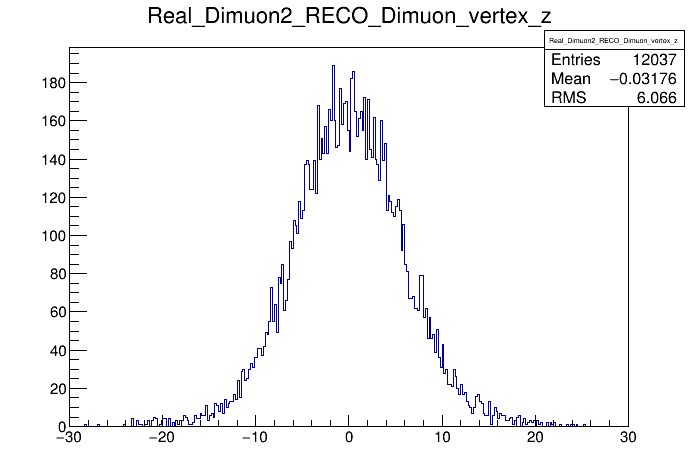 Real_Dimuon2_RECO_Dimuon_vertex_z
Real_Dimuon2_RECO_Dimuon_vertex_z
Entries 12037
Mean −0.03176
RMS 6.066
180
160
140
120
100
80
60
40
20
0
−30 −20 −10 0 10 20 30